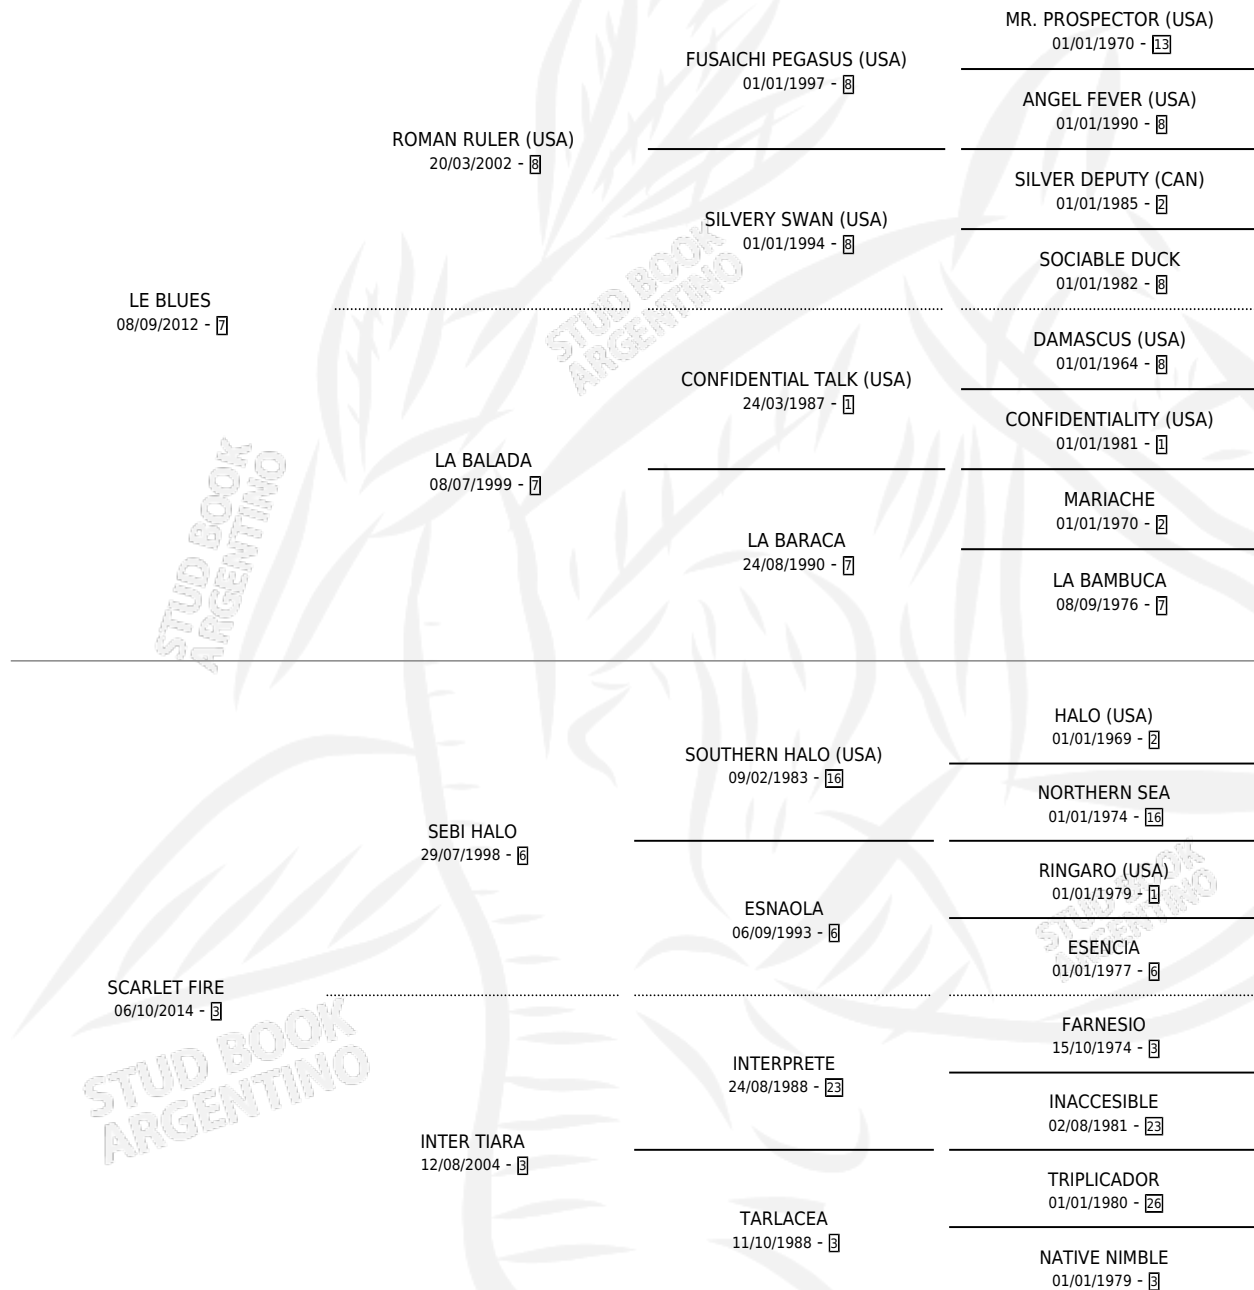 MR. PROSPECTOR (USA)
01/01/1970 - 13
FUSAICHI PEGASUS (USA)
01/01/1997 - 8
ANGEL FEVER (USA)
01/01/1990 - 8
ROMAN RULER (USA)
20/03/2002 - 8
SILVER DEPUTY (CAN)
01/01/1985 - 2
SILVERY SWAN (USA)
01/01/1994 - 8
SOCIABLE DUCK
01/01/1982 - 8
LE BLUES
08/09/2012 - 7
STUD BOOK
ARGENTINO
DAMASCUS (USA)
01/01/1964 - 8
CONFIDENTIAL TALK (USA)
24/03/1987 - 1
CONFIDENTIALITY (USA)
01/01/1981 - 1
LA BALADA
08/07/1999 - 7
MARIACHE
01/01/1970 - 2
LA BARACA
24/08/1990 - 7
LA BAMBUCA
08/09/1976 - 7
STUD BOOK
ARGENTINO
HALO (USA)
01/01/1969 - 2
SOUTHERN HALO (USA)
09/02/1983 - 16
NORTHERN SEA
01/01/1974 - 16
SEBI HALO
29/07/1998 - 6
RINGARO (USA)
01/01/1979 - 1
ESNAOLA
06/09/1993 - 6
ESENCIA
01/01/1977 - 6
STUD BOOK
ARGENTINO
SCARLET FIRE
06/10/2014 - 3
FARNESIO
15/10/1974 - 3
INTERPRETE
24/08/1988 - 23
INACCESIBLE
02/08/1981 - 23
STUD BOOK
ARGENTINO
INTER TIARA
12/08/2004 - 3
TRIPLICADOR
01/01/1980 - 26
TARLACEA
11/10/1988 - 3
NATIVE NIMBLE
01/01/1979 - 3